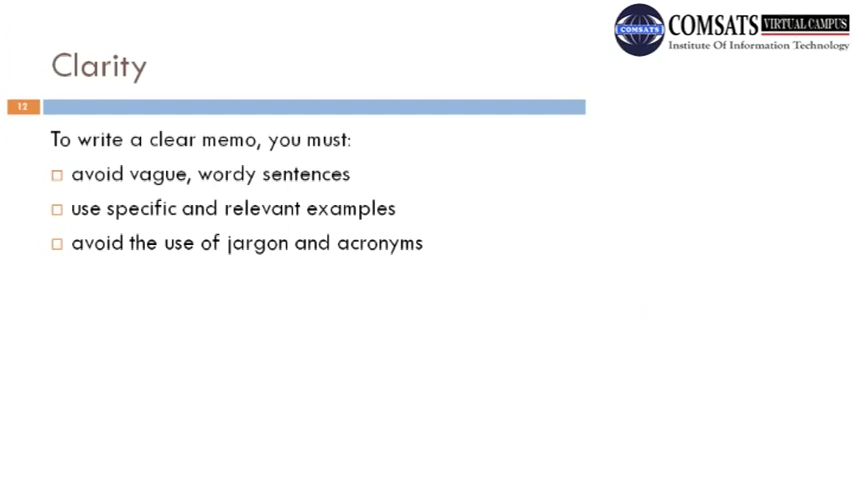 COMSATS VIRTUAL CAMPUS
COMSATS
Institute Of Information Technology
Clarity
12
To write a clear memo, you must:
avoid vague, wordy sentences
use specific and relevant examples
avoid the use of jargon and acronyms